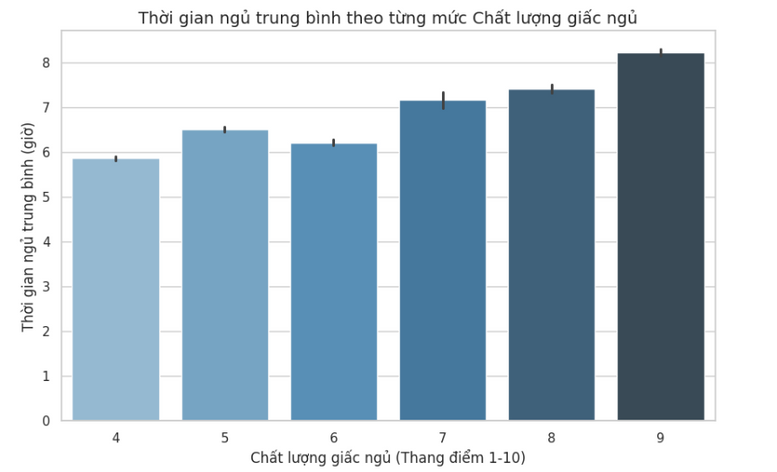 Thời gian ngủ trung bình theo từng mức Chất lượng giấc ngủ
Thời gian ngủ trung bình (giờ)
8
7
6
5
4
3
2
1
0
4 5 6 7 8 9
Chất lượng giấc ngủ (Thang điểm 1-10)